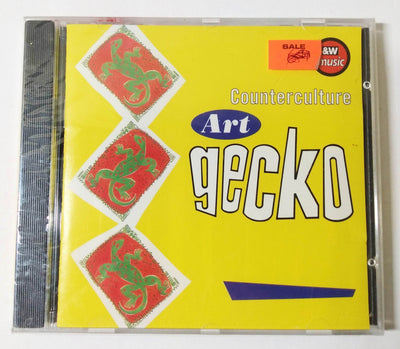 SALE
&W
music
Counterculture
Art
gecko